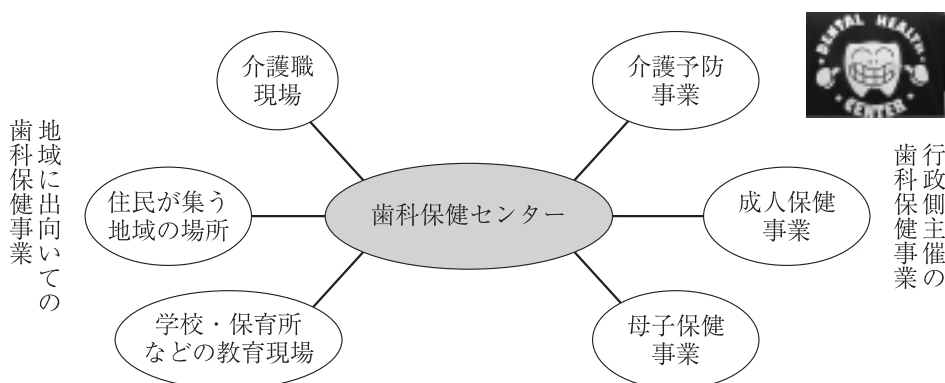 地域に出向いての
歯科保健事業
介護職
現場
住民が集う
地域の場所
学校・保育所
などの教育現場
歯科保健センター
介護予防
事業
成人保健
事業
母子保健
事業
行政側主催の
歯科保健事業
DENTAL HEALTH
CENTER